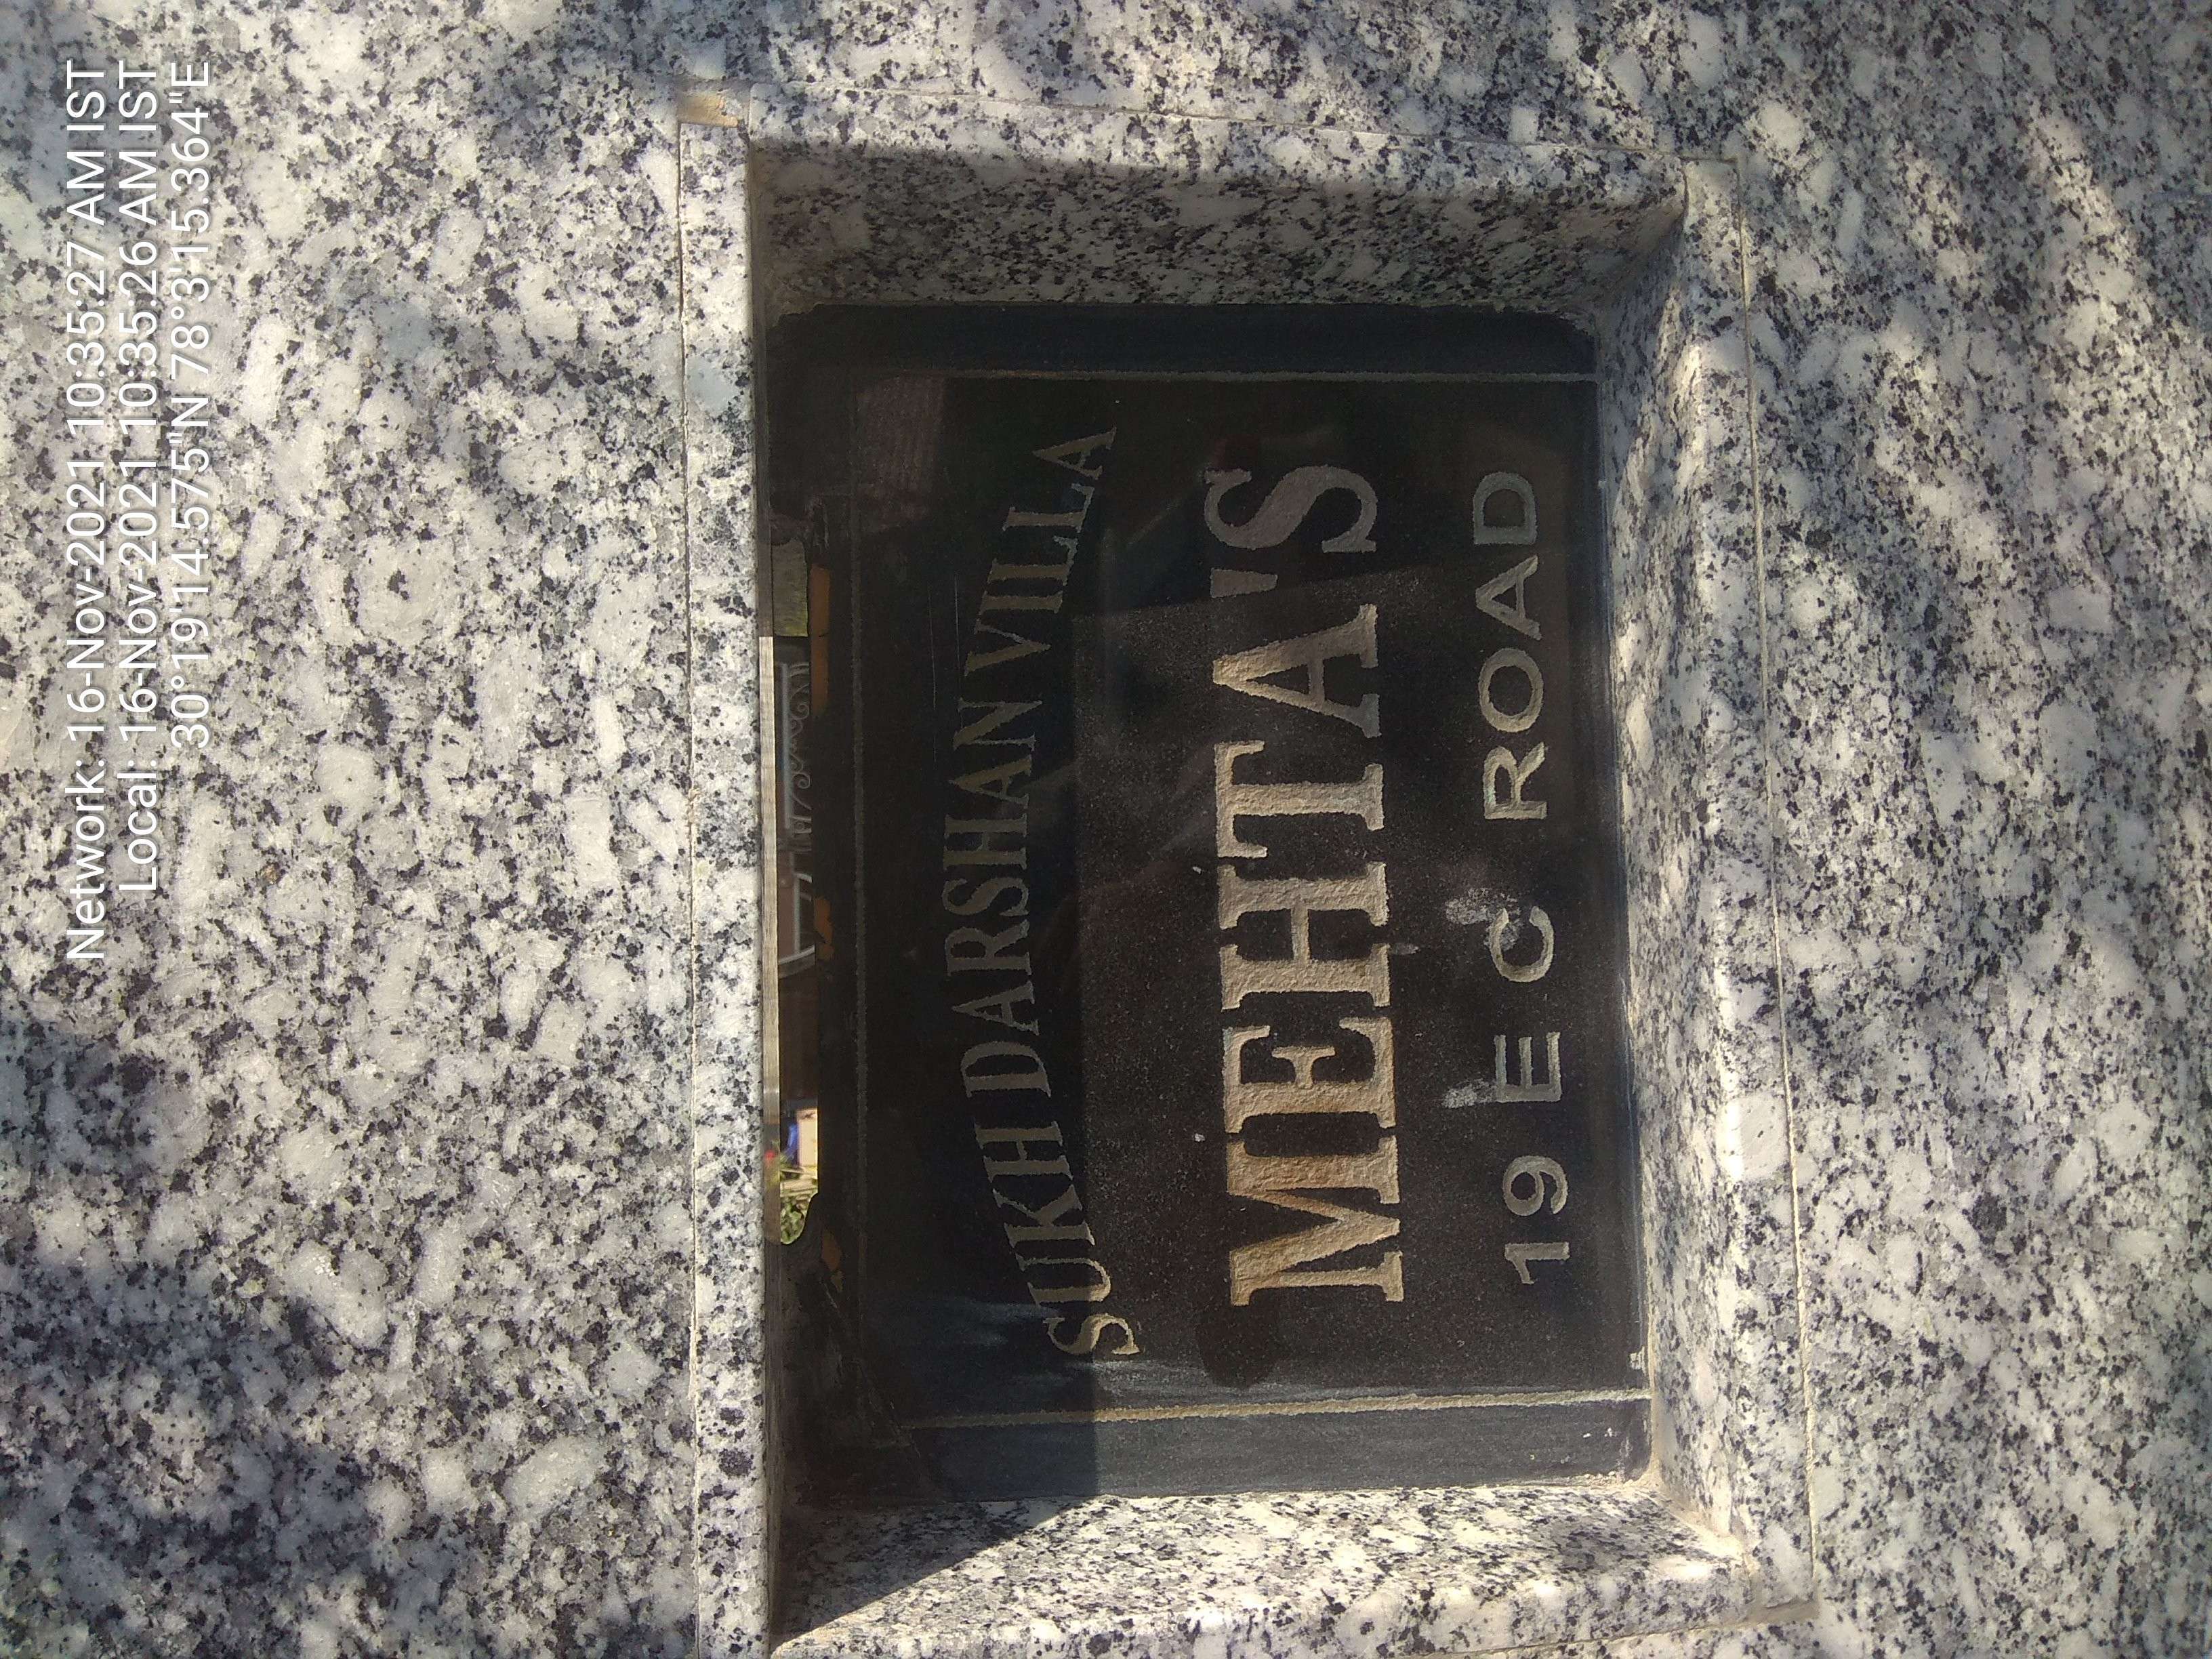 Network: 16-Nov-2021 10:35:27 AM IST
Local: 16-Nov-2021 10:35:26 AM IST
30°19'14.575"N 78°3'15.364"E
SUKH DARSHAN VILLA
MEHTA'S
19 E C ROAD